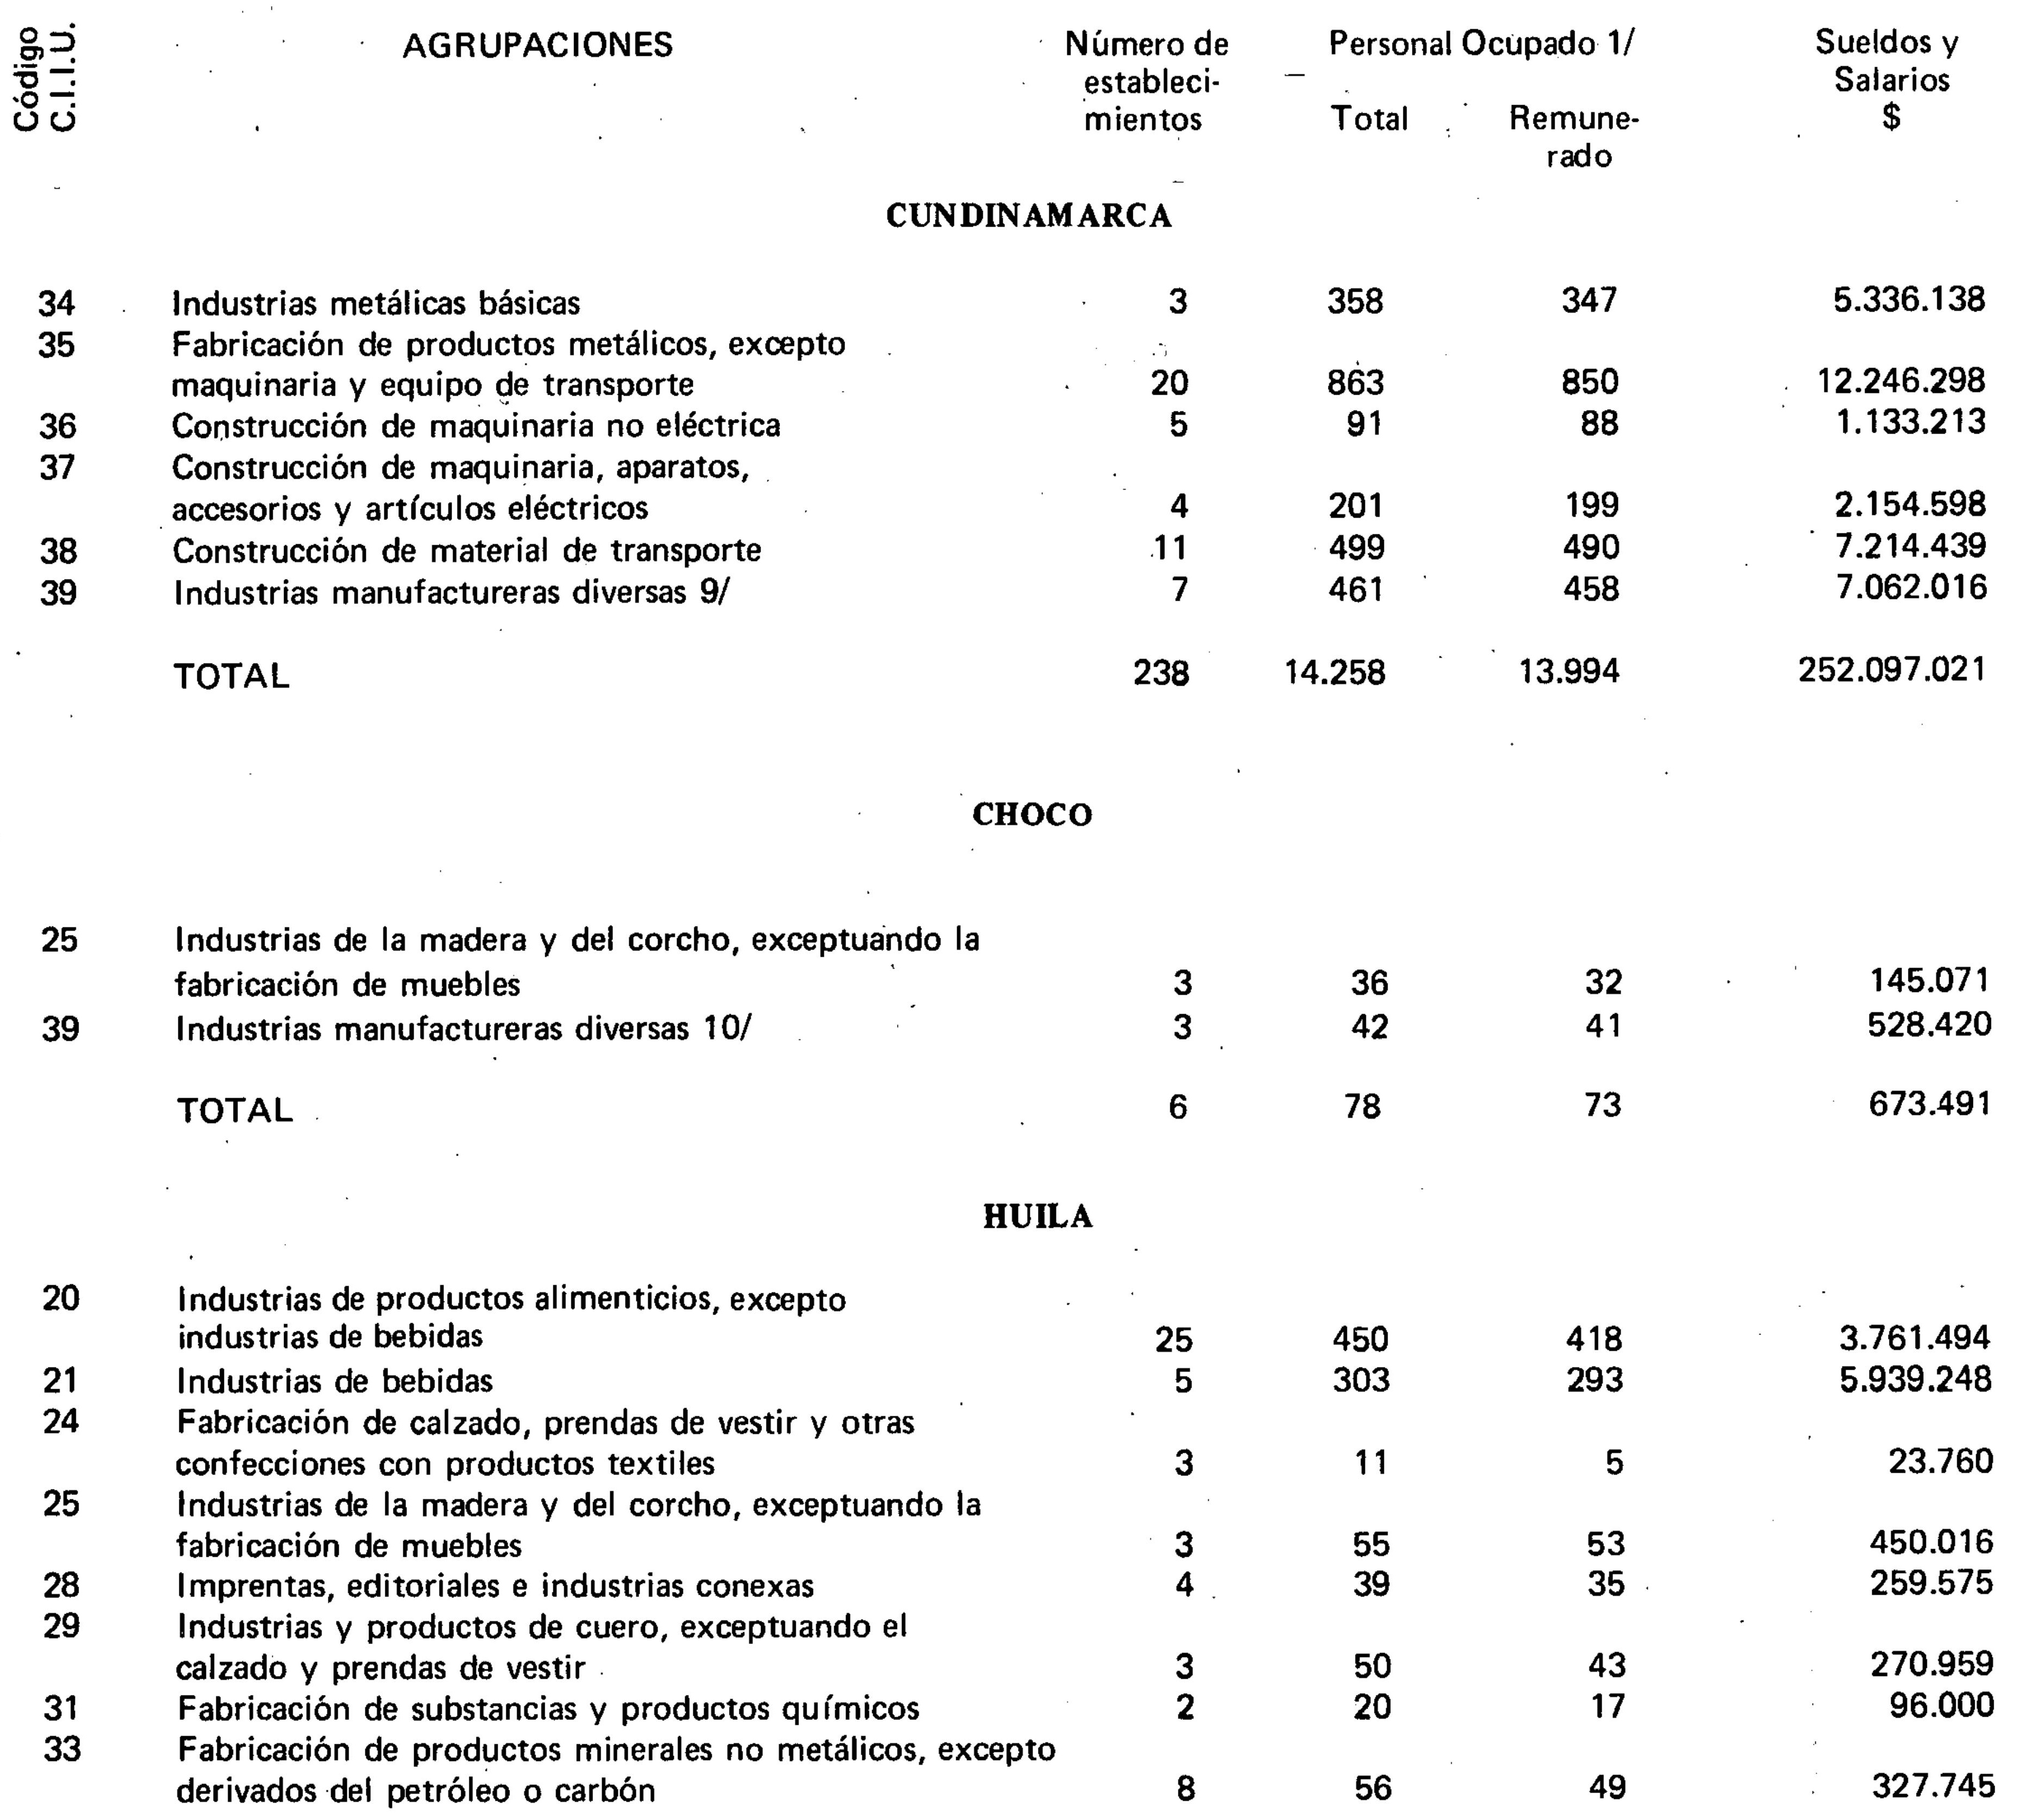 Código C.I.I.U. AGRUPACIONES Número de Personal Ocupado 1/ Sueldos y
estableci- Salarios
mientos Total Remune- $
rado
CUNDINAMARCA
34 Industrias metálicas básicas 3 358 347 5.336.138
35 Fabricación de productos metálicos, excepto
maquinaria y equipo de transporte 20 863 850 12.246.298
36 Construcción de maquinaria no eléctrica 5 91 88 1.133.213
37 Construcción de maquinaria, aparatos,
accesorios y artículos eléctricos 4 201 199 2.154.598
38 Construcción de material de transporte 11 499 490 7.214.439
39 Industrias manufactureras diversas 9/ 7 461 458 7.062.016
TOTAL 238 14.258 13.994 252.097.021
CHOCO
25 Industrias de la madera y del corcho, exceptuando la
fabricación de muebles 3 36 32 145.071
39 Industrias manufactureras diversas 10/ 3 42 41 528.420
TOTAL 6 78 73 673.491
HUILA
20 Industrias de productos alimenticios, excepto
industrias de bebidas 25 450 418 3.761.494
21 Industrias de bebidas 5 303 293 5.939.248
24 Fabricación de calzado, prendas de vestir y otras
confecciones con productos textiles 3 11 5 23.760
25 Industrias de la madera y del corcho, exceptuando la
fabricación de muebles 3 55 53 450.016
28 Imprentas, editoriales e industrias conexas 4 39 35 259.575
29 Industrias y productos de cuero, exceptuando el
calzado y prendas de vestir 3 50 43 270.959
31 Fabricación de substancias y productos químicos 2 20 17 96.000
33 Fabricación de productos minerales no metálicos, excepto
derivados del petróleo o carbón 8 56 49 327.745